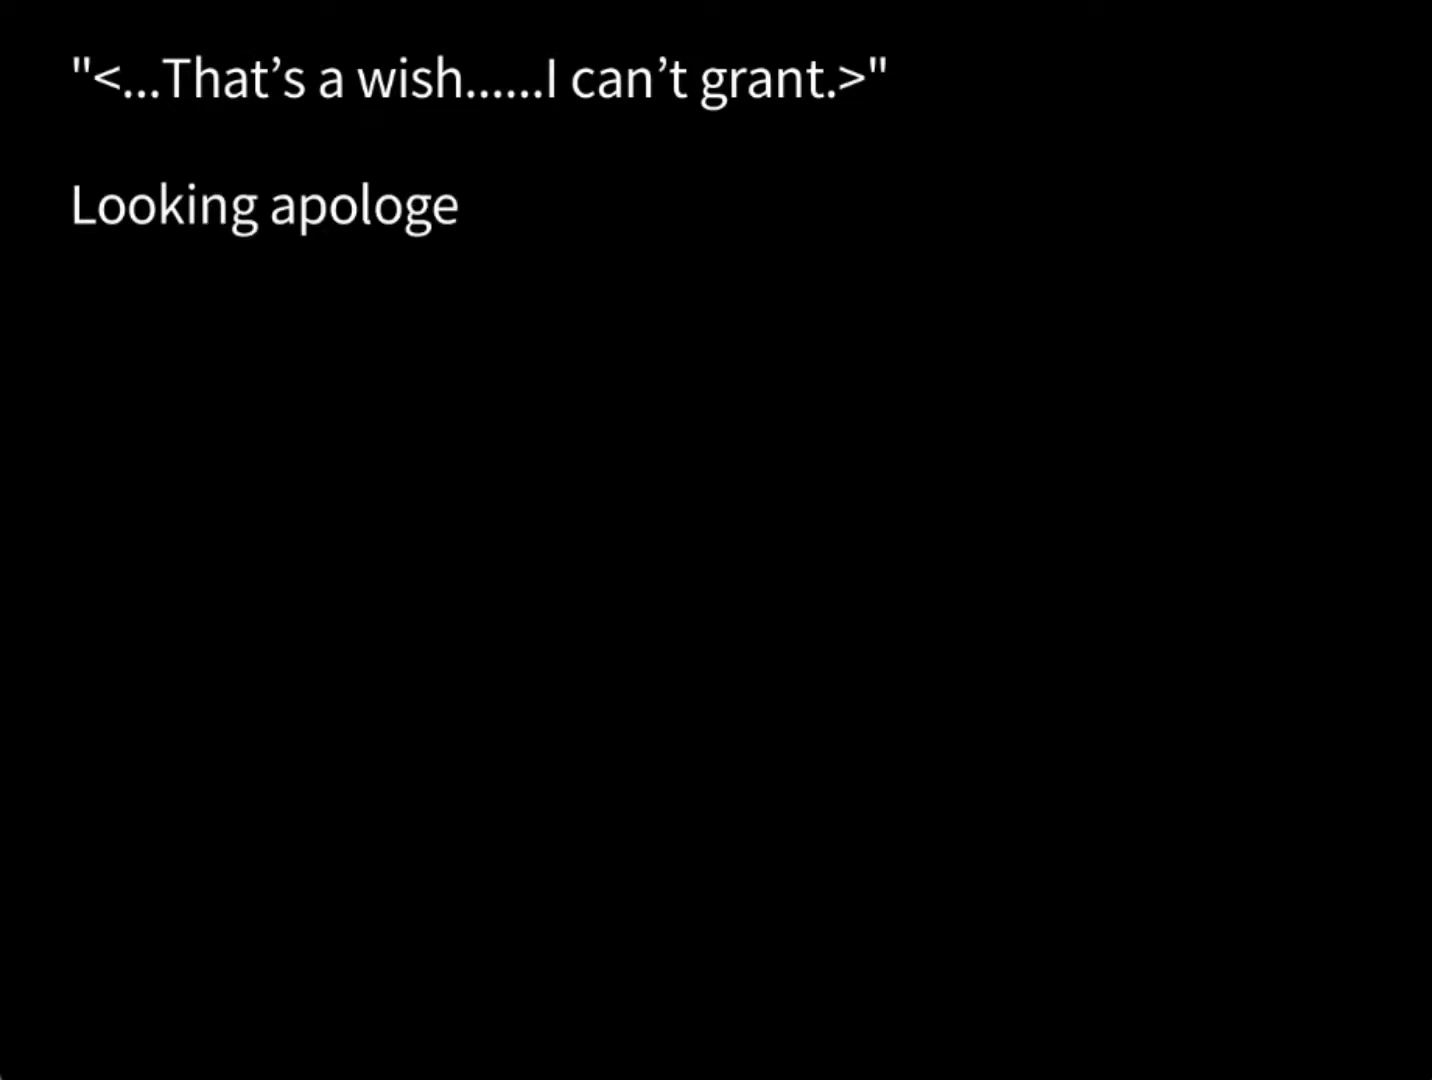 "<...That’s a wish......I can’t grant.>"
Looking apologe